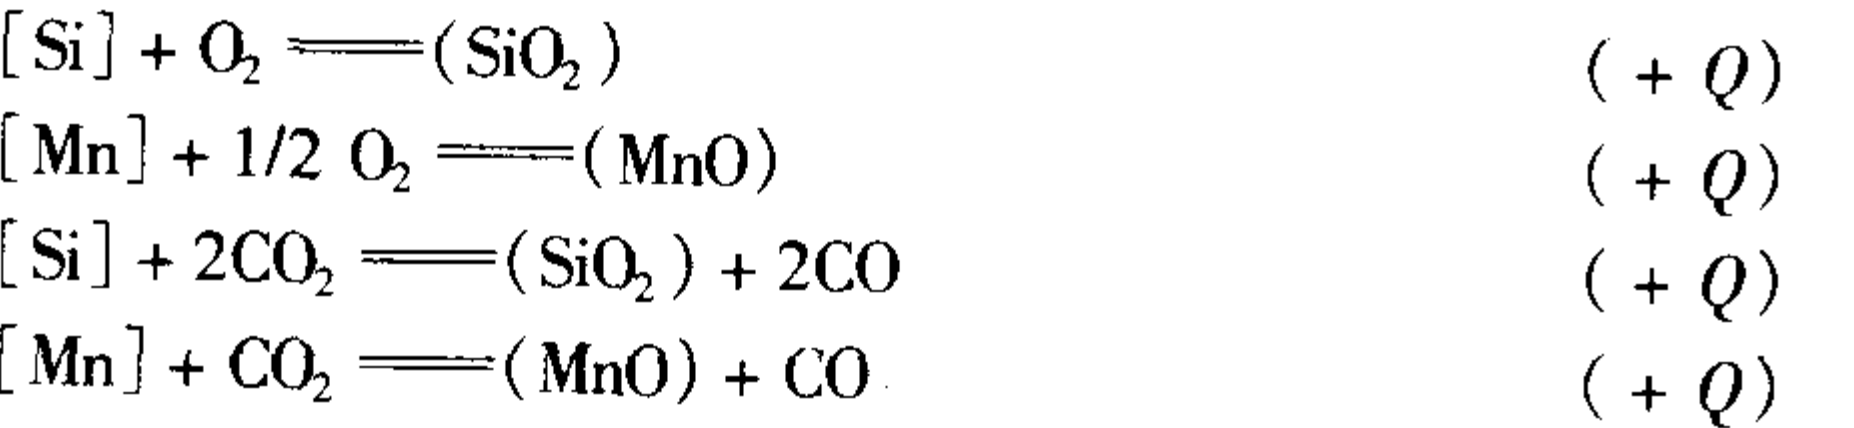 [Si] + O₂ ══ (SiO₂) ( + Q)
[Mn] + 1/2 O₂ ══ (MnO) ( + Q)
[Si] + 2CO₂ ══ (SiO₂) + 2CO ( + Q)
[Mn] + CO₂ ══ (MnO) + CO ( + Q)